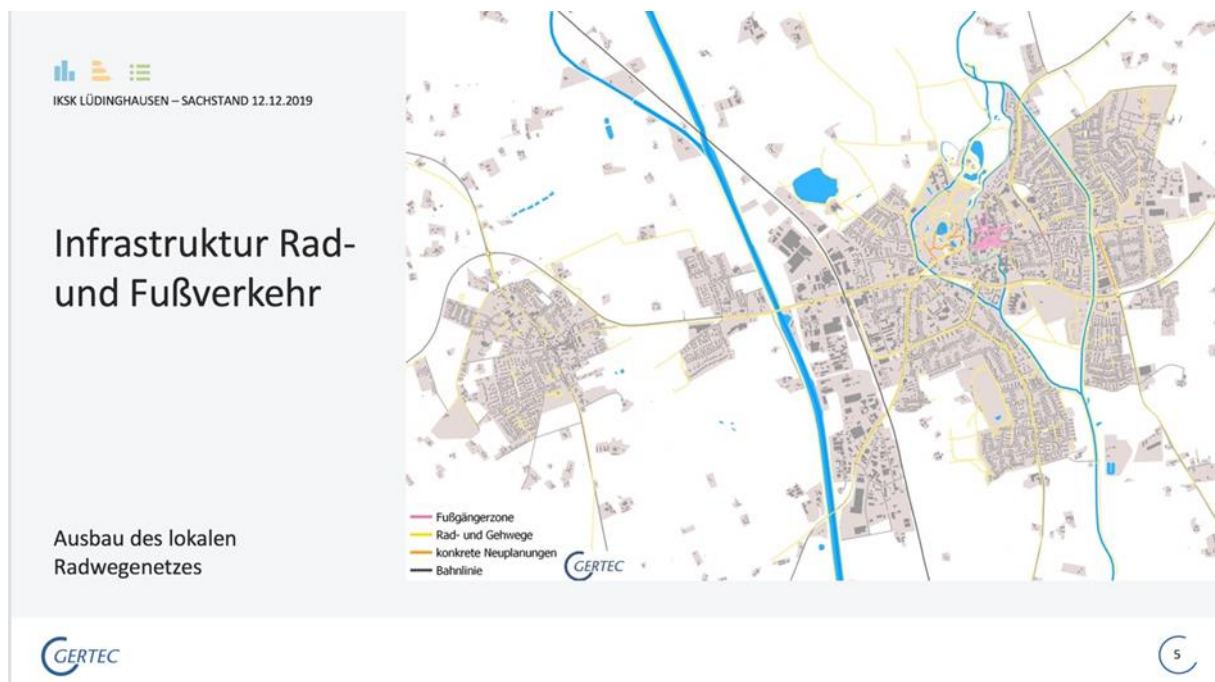 IKSK LÜDINGHAUSEN – SACHSTAND 12.12.2019
Infrastruktur Rad-
und Fußverkehr
Ausbau des lokalen
Radwegenetzes
Fußgängerzone
Rad- und Gehwege
konkrete Neuplanungen
Bahnlinie
GERTEC
GERTEC
5